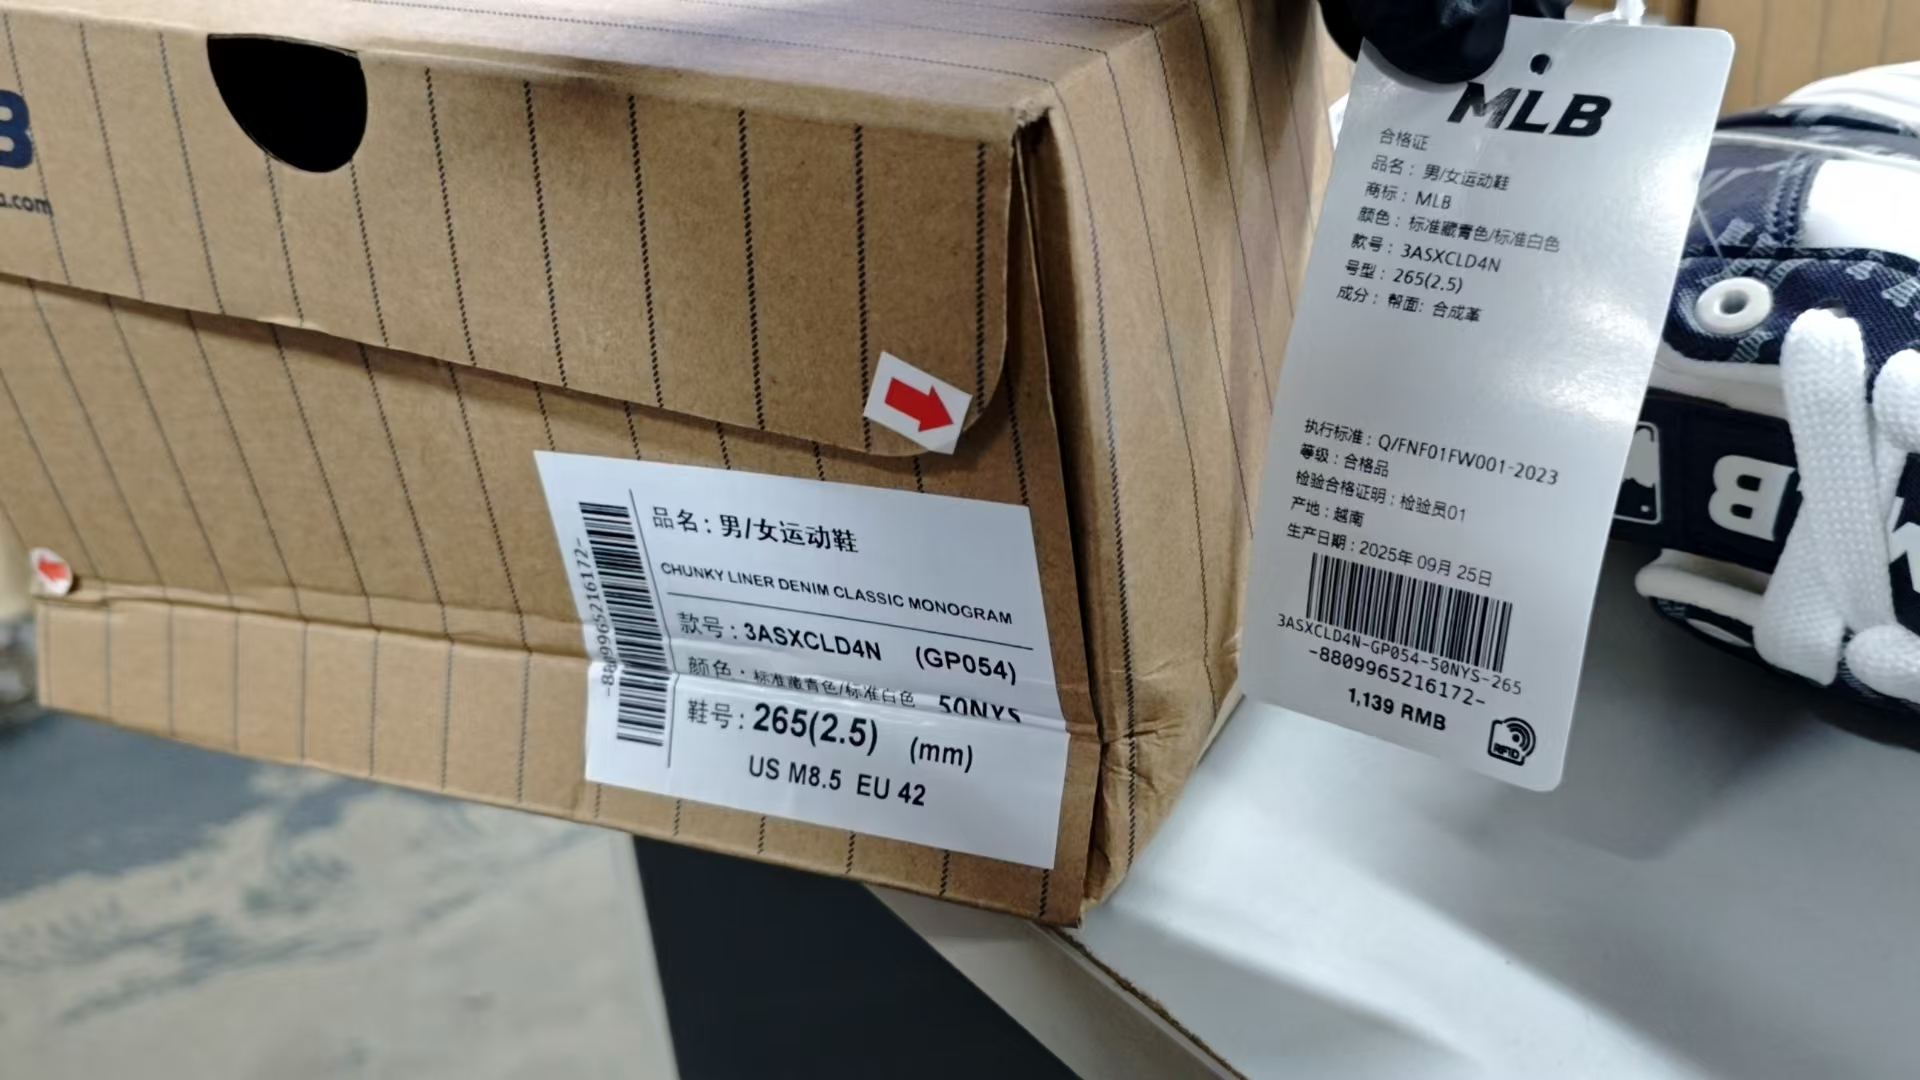 B
a.com
品名：男/女运动鞋
CHUNKY LINER DENIM CLASSIC MONOGRAM
款号：3ASXCLD4N (GP054)
颜色：标准藏青色/标准白色 50NYS
鞋号：265(2.5) (mm)
US M8.5 EU 42
MLB
合格证
品名：男/女运动鞋
商标：MLB
颜色：标准藏青色/标准白色
款号：3ASXCLD4N
号型：265(2.5)
成分：帮面: 合成革
执行标准：Q/FNF01FW001-2023
等级：合格品
检验合格证明：检验员01
产地：越南
生产日期：2025年 09月 25日
3ASXCLD4N-GP054-50NYS-265
-8809965216172-
1,139 RMB
RFID
B
M